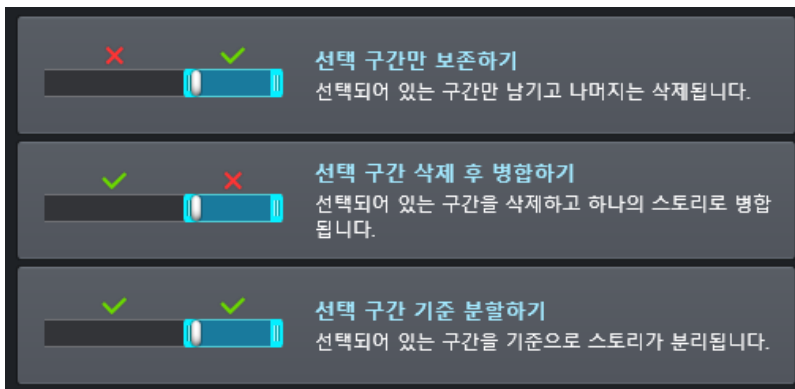 선택 구간만 보존하기
선택되어 있는 구간만 남기고 나머지는 삭제됩니다.
선택 구간 삭제 후 병합하기
선택되어 있는 구간을 삭제하고 하나의 스토리로 병합
됩니다.
선택 구간 기준 분할하기
선택되어 있는 구간을 기준으로 스토리가 분리됩니다.